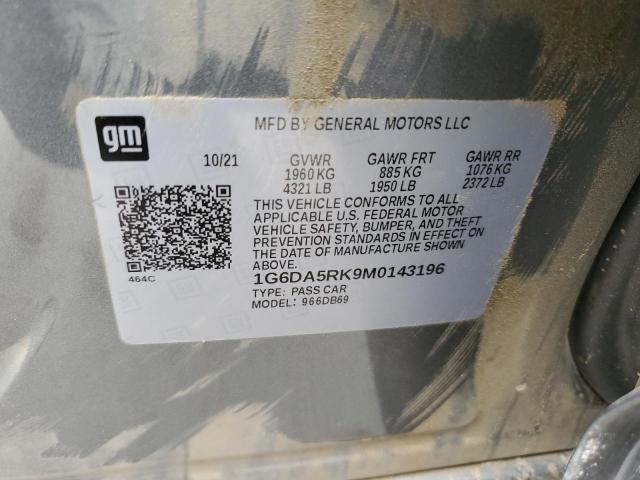 gm
MFD BY GENERAL MOTORS LLC
10/21 GVWR GAWR FRT GAWR RR
1960 KG 885 KG 1076 KG
4321 LB 1950 LB 2372 LB
THIS VEHICLE CONFORMS TO ALL
APPLICABLE U.S. FEDERAL MOTOR
VEHICLE SAFETY, BUMPER, AND THEFT
PREVENTION STANDARDS IN EFFECT ON
THE DATE OF MANUFACTURE SHOWN
ABOVE.
464C
1G6DA5RK9M0143196
TYPE: PASS CAR
MODEL: 966DB69